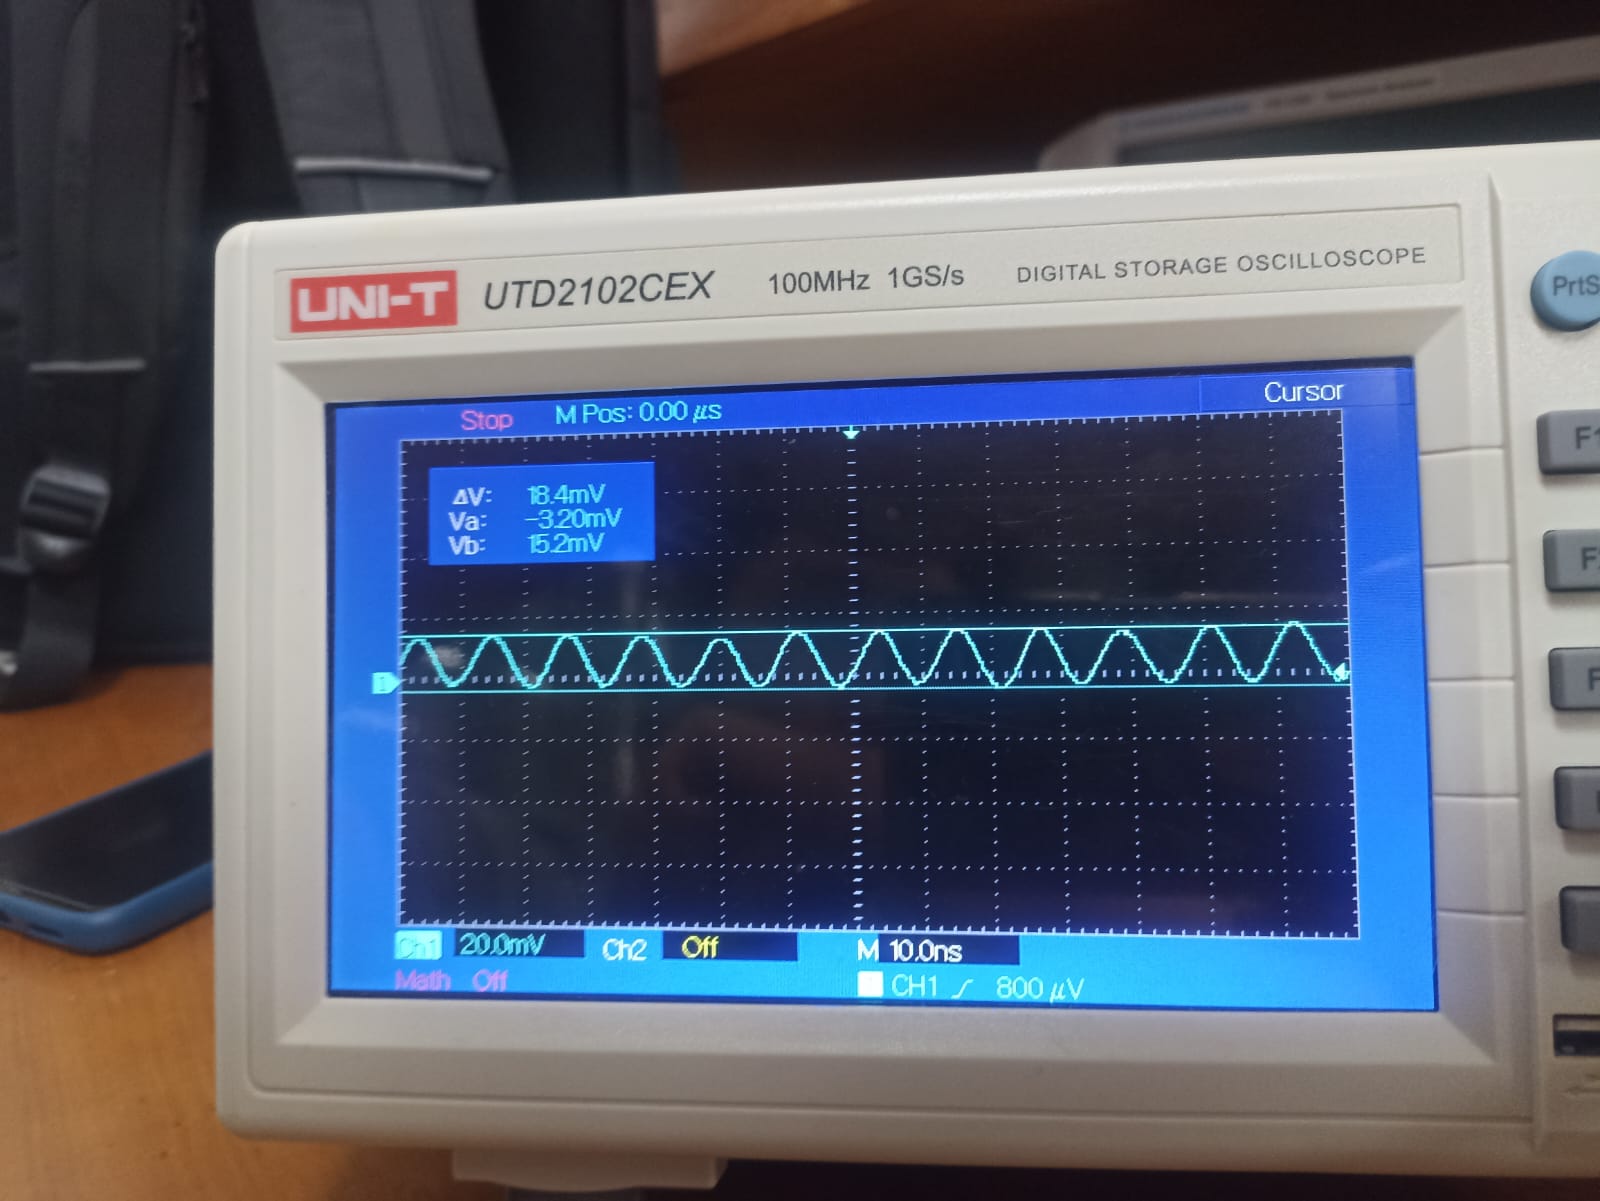 UNI-T UTD2102CEX 100MHz 1GS/s DIGITAL STORAGE OSCILLOSCOPE
PrtS
Stop M Pos: 0.00 µs Cursor
ΔV: 18.4mV
Va: -3.20mV
Vb: 15.2mV
1
Ch1 20.0mV Ch2 Off M 10.0ns
Math Off CH1 800 µV